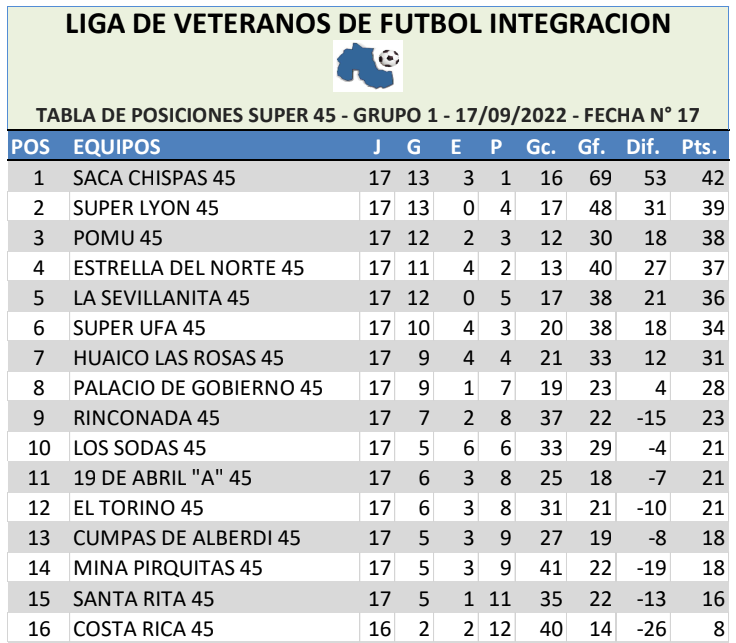 LIGA DE VETERANOS DE FUTBOL INTEGRACION
TABLA DE POSICIONES SUPER 45 - GRUPO 1 - 17/09/2022 - FECHA N° 17
POS EQUIPOS J G E P Gc. Gf. Dif. Pts.
1 SACA CHISPAS 45 17 13 3 1 16 69 53 42
2 SUPER LYON 45 17 13 0 4 17 48 31 39
3 POMU 45 17 12 2 3 12 30 18 38
4 ESTRELLA DEL NORTE 45 17 11 4 2 13 40 27 37
5 LA SEVILLANITA 45 17 12 0 5 17 38 21 36
6 SUPER UFA 45 17 10 4 3 20 38 18 34
7 HUAICO LAS ROSAS 45 17 9 4 4 21 33 12 31
8 PALACIO DE GOBIERNO 45 17 9 1 7 19 23 4 28
9 RINCONADA 45 17 7 2 8 37 22 -15 23
10 LOS SODAS 45 17 5 6 6 33 29 -4 21
11 19 DE ABRIL "A" 45 17 6 3 8 25 18 -7 21
12 EL TORINO 45 17 6 3 8 31 21 -10 21
13 CUMPAS DE ALBERDI 45 17 5 3 9 27 19 -8 18
14 MINA PIRQUITAS 45 17 5 3 9 41 22 -19 18
15 SANTA RITA 45 17 5 1 11 35 22 -13 16
16 COSTA RICA 45 16 2 2 12 40 14 -26 8